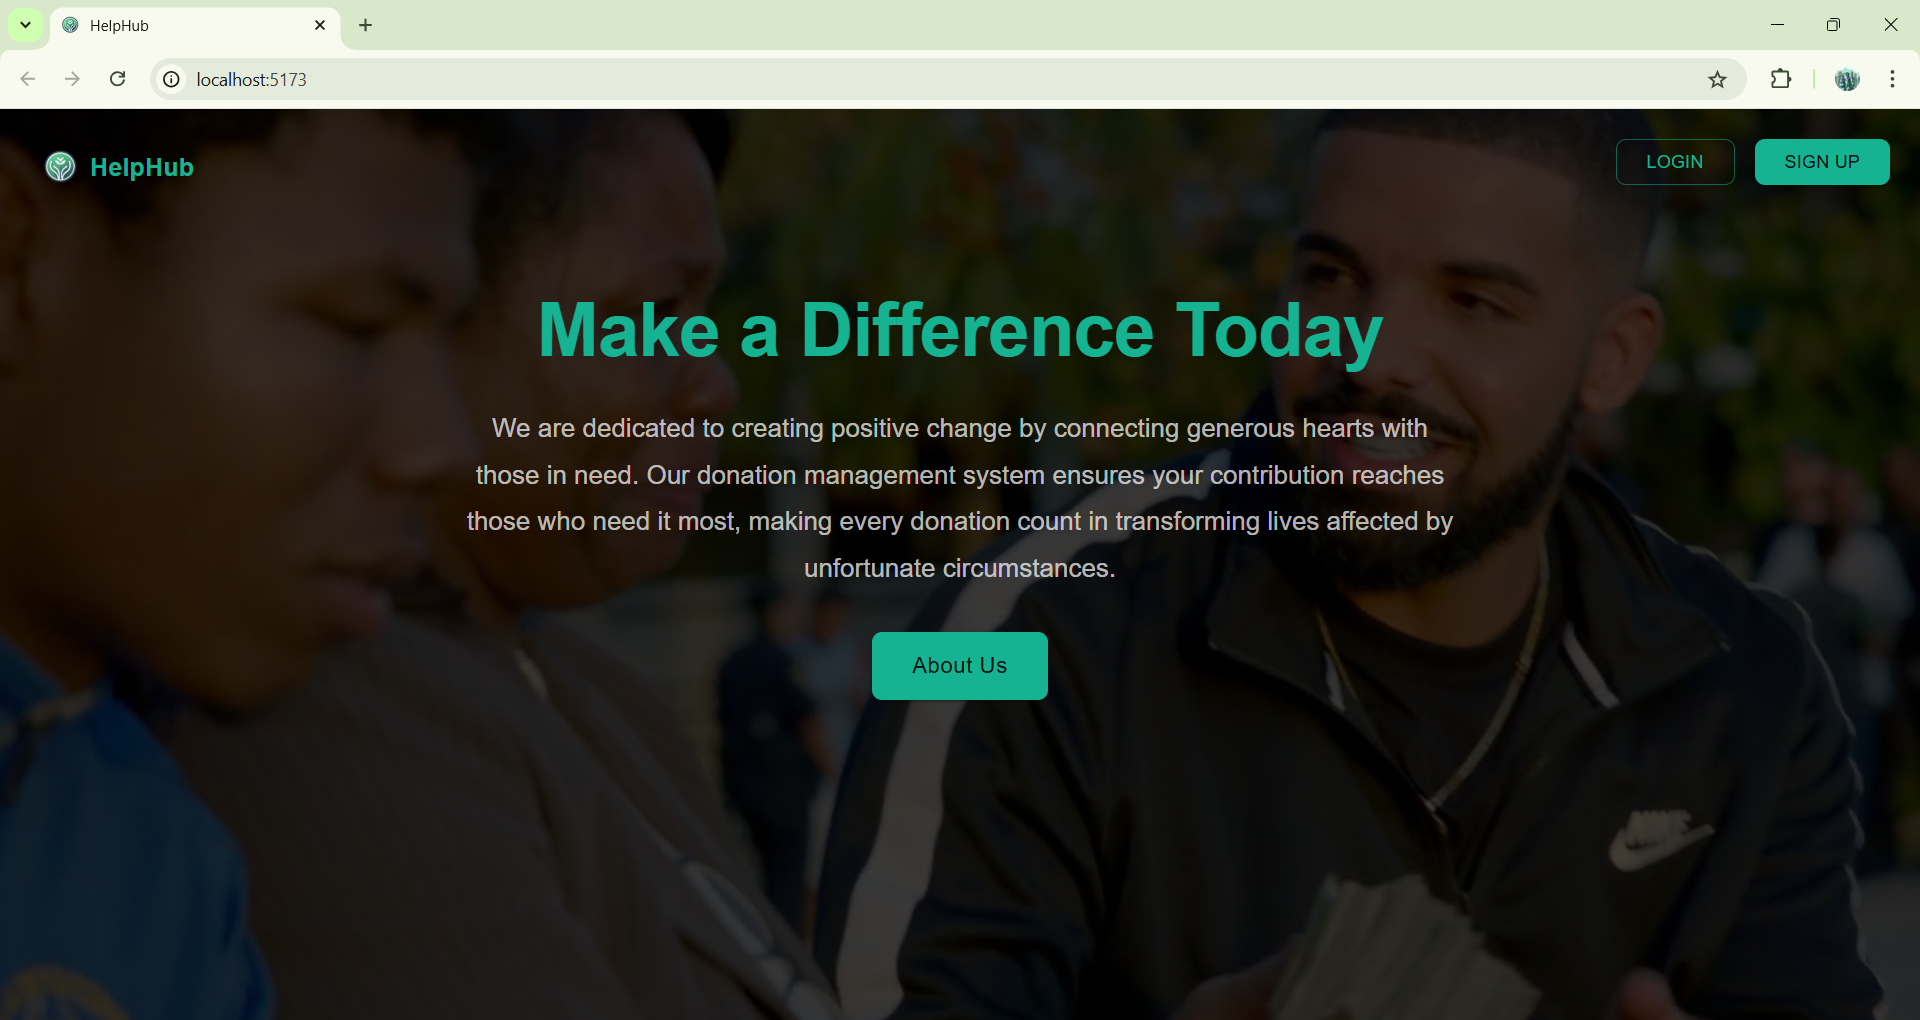 HelpHub
localhost:5173
HelpHub
LOGIN
SIGN UP
Make a Difference Today
We are dedicated to creating positive change by connecting generous hearts with
those in need. Our donation management system ensures your contribution reaches
those who need it most, making every donation count in transforming lives affected by
unfortunate circumstances.
About Us
NIKE